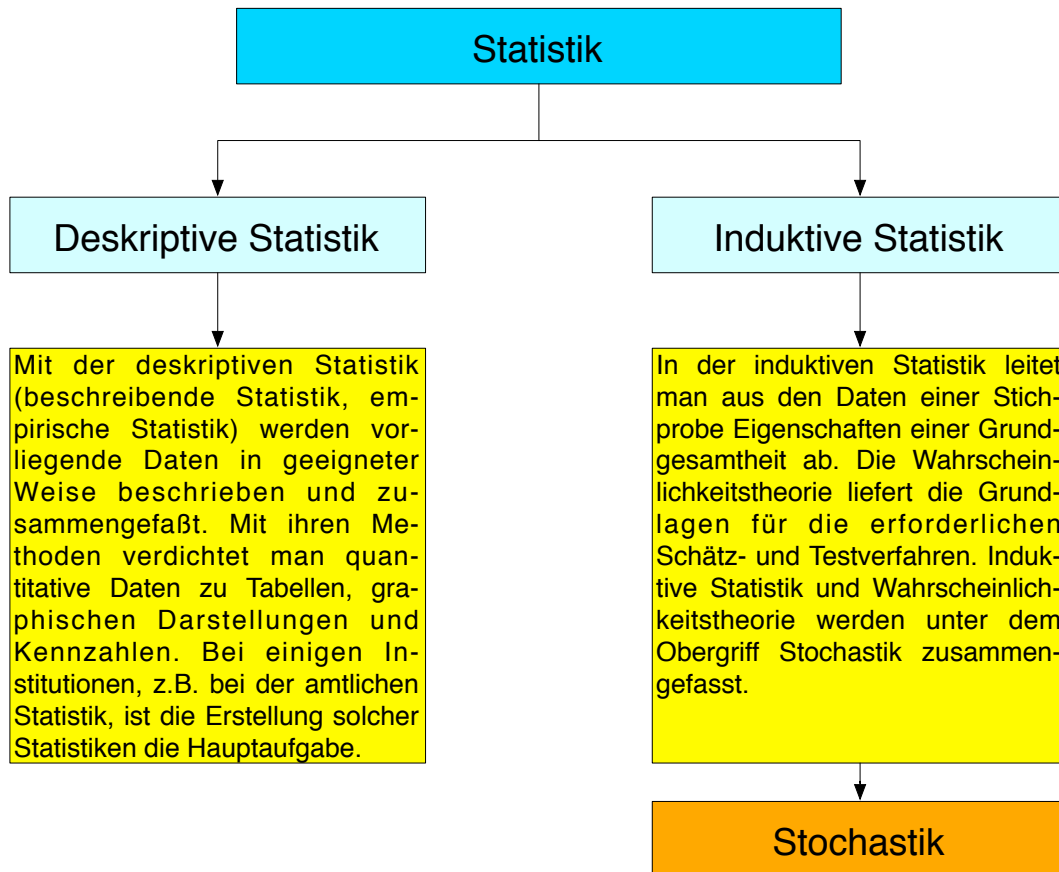 Statistik
Deskriptive Statistik
Induktive Statistik
Mit der deskriptiven Statistik
(beschreibende Statistik, em-
pirische Statistik) werden vor-
liegende Daten in geeigneter
Weise beschrieben und zu-
sammengefaßt. Mit ihren Me-
thoden verdichtet man quan-
titative Daten zu Tabellen, gra-
phischen Darstellungen und
Kennzahlen. Bei einigen In-
stitutionen, z.B. bei der amtlichen
Statistik, ist die Erstellung solcher
Statistiken die Hauptaufgabe.
In der induktiven Statistik leitet
man aus den Daten einer Stich-
probe Eigenschaften einer Grund-
gesamtheit ab. Die Wahrschein-
lichkeitstheorie liefert die Grund-
lagen für die erforderlichen
Schätz- und Testverfahren. Induk-
tive Statistik und Wahrscheinlich-
keitstheorie werden unter dem
Obergriff Stochastik zusammen-
gefasst.
Stochastik